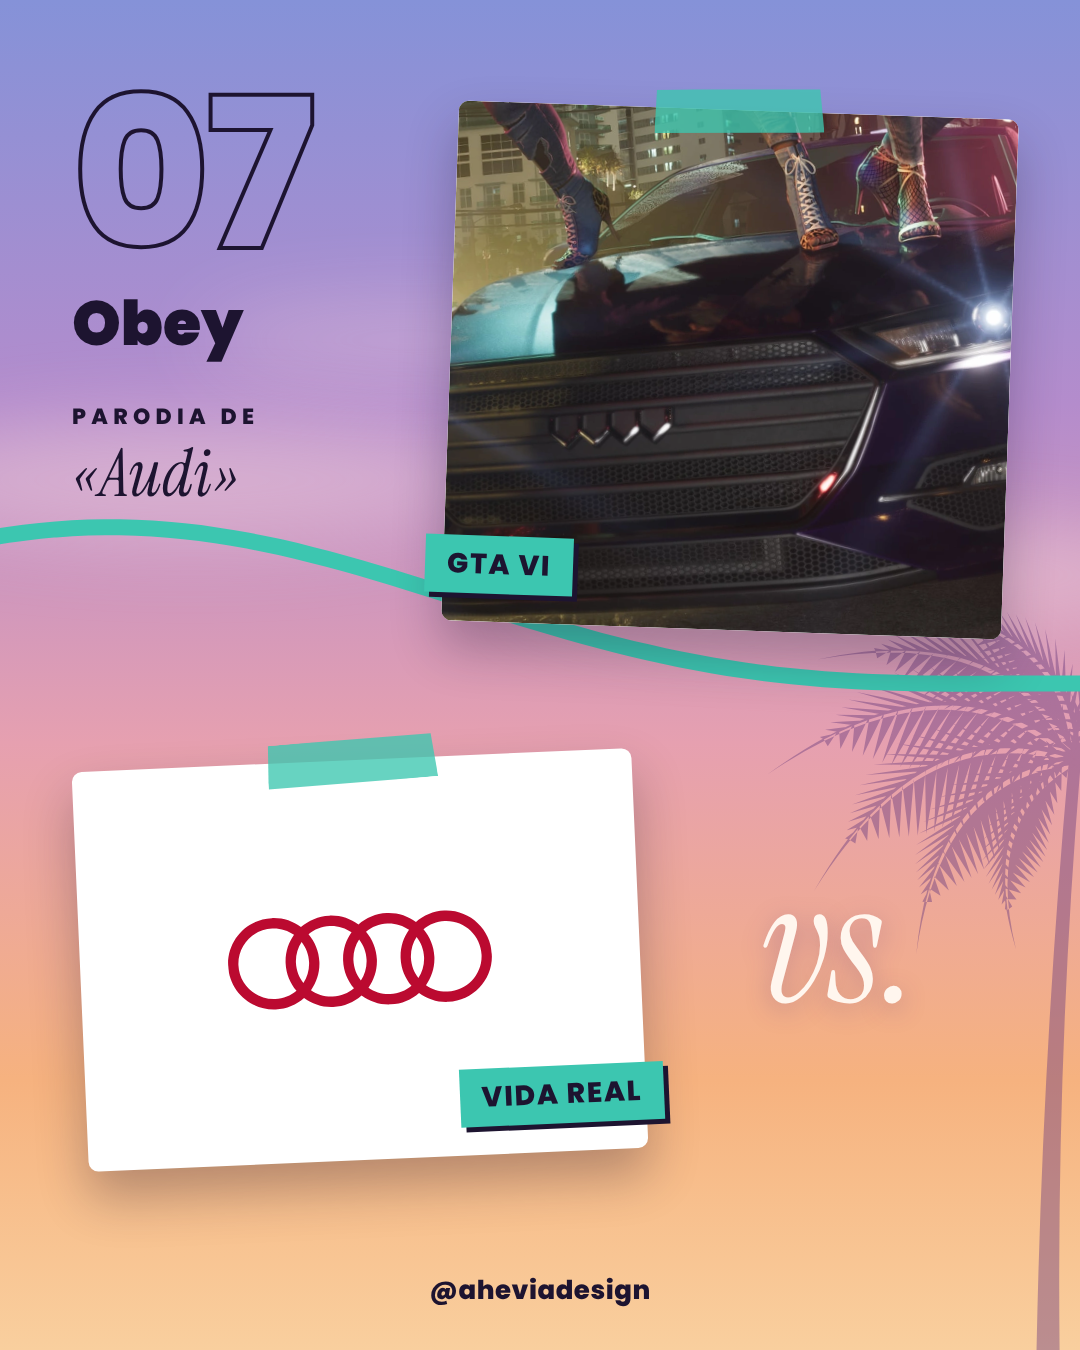 07
Obey
PARODIA DE
«Audi»
GTA VI
vs.
VIDA REAL
@aheviadesign